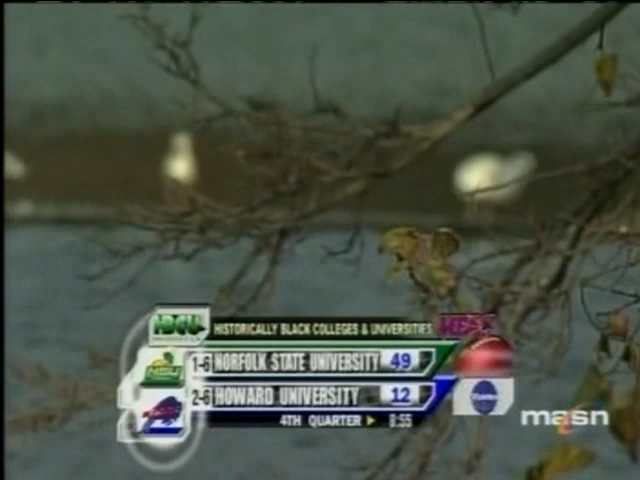 HBCU HISTORICALLY BLACK COLLEGES & UNIVERSITIES
NSU 1-6 NORFOLK STATE UNIVERSITY 49
2-6 HOWARD UNIVERSITY 12
4TH QUARTER 8:55
masn